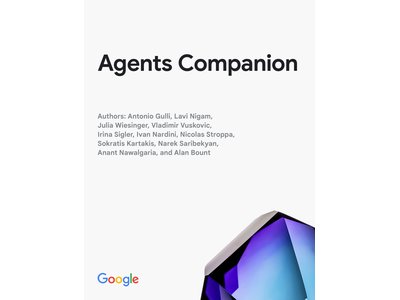 Agents Companion
Authors: Antonio Gulli, Lavi Nigam,
Julia Wiesinger, Vladimir Vuskovic,
Irina Sigler, Ivan Nardini, Nicolas Stroppa,
Sokratis Kartakis, Narek Saribekyan,
Anant Nawalgaria, and Alan Bount
Google